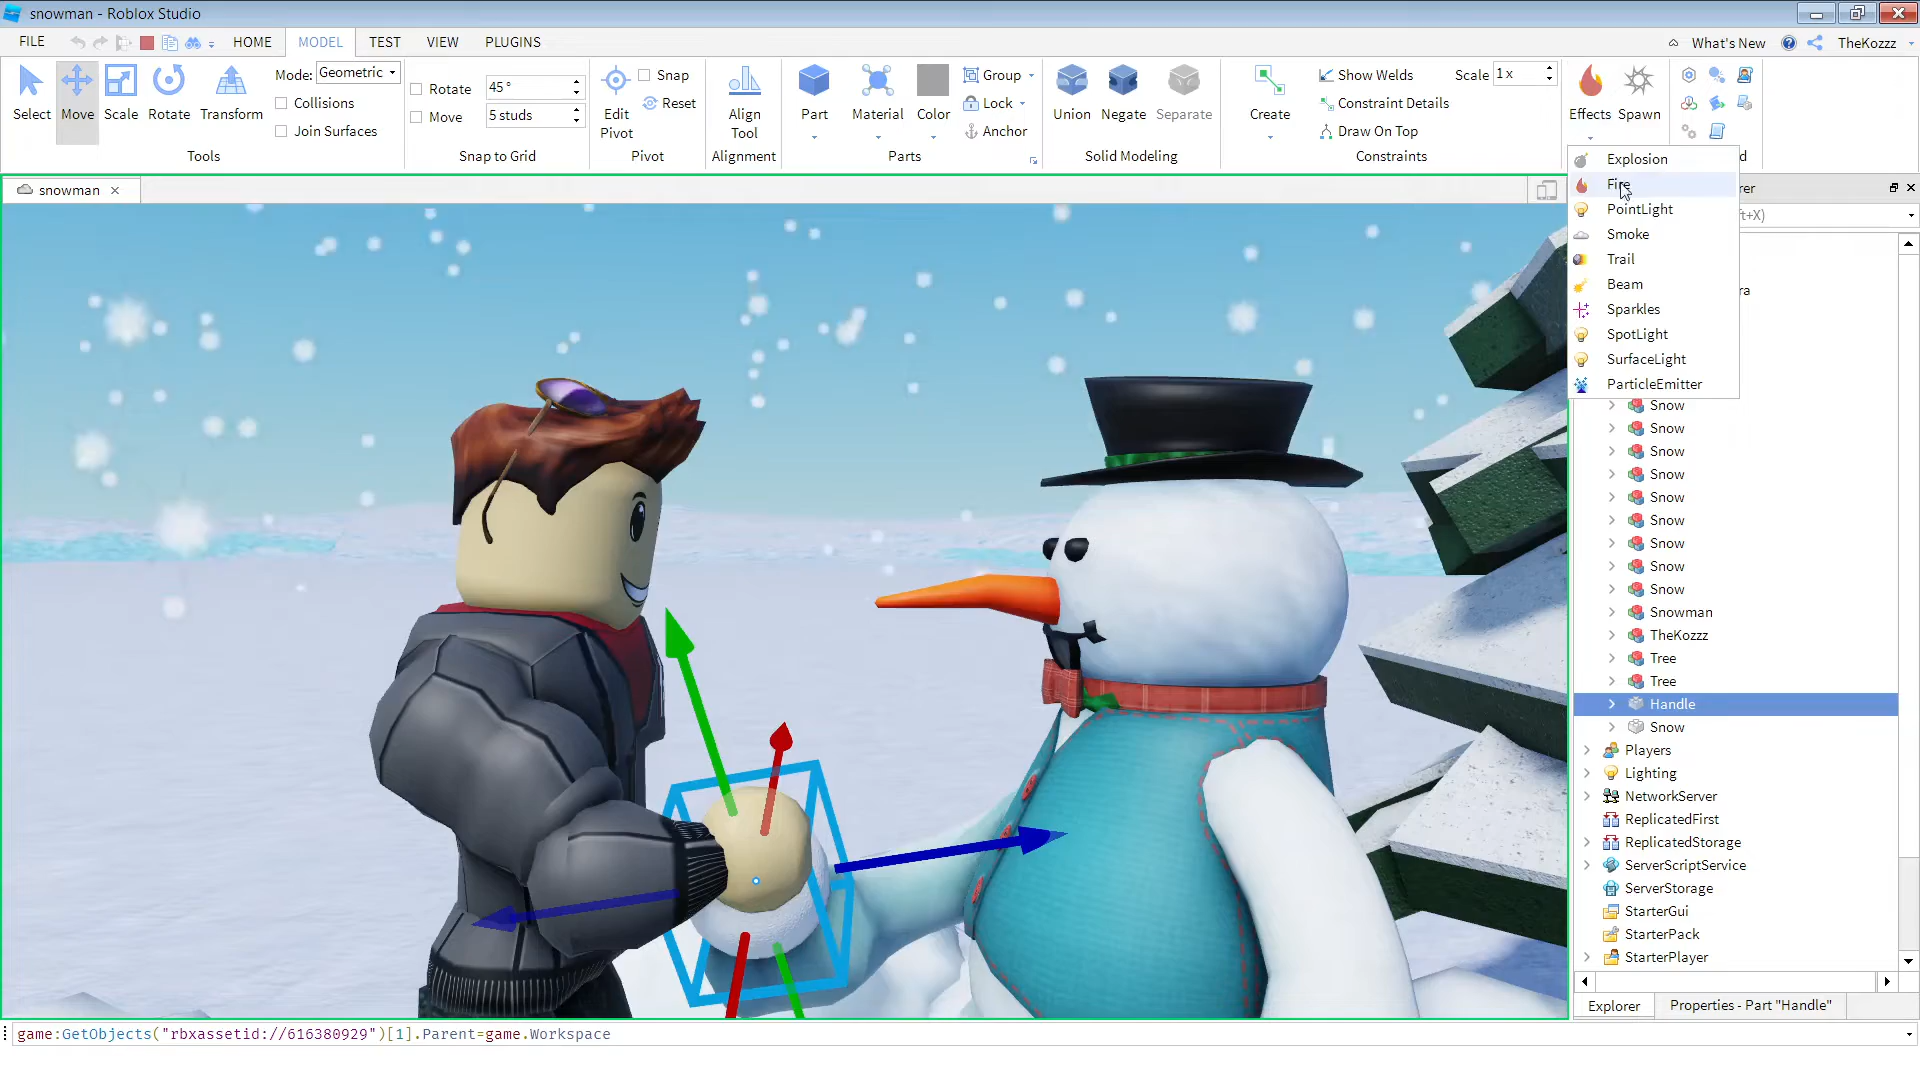 snowman - Roblox Studio
FILE HOME MODEL TEST VIEW PLUGINS What's New TheKozzz
Select Move Scale Rotate Transform
Mode: Geometric
Collisions
Join Surfaces
Tools
Rotate 45 °
Move 5 studs
Snap to Grid
Edit Pivot
Snap
Reset
Pivot
Align Tool
Alignment
Part Material Color
Group
Lock
Anchor
Parts
Union Negate Separate
Solid Modeling
Create
Show Welds
Constraint Details
Draw On Top
Scale 1 x
Constraints
Effects Spawn
snowman
Explosion
Fire
PointLight
Smoke
Trail
Beam
Sparkles
SpotLight
SurfaceLight
ParticleEmitter
rer
ft+X)
ra
Snow
Snow
Snow
Snow
Snow
Snow
Snow
Snow
Snow
Snowman
TheKozzz
Tree
Tree
Handle
Snow
Players
Lighting
NetworkServer
ReplicatedFirst
ReplicatedStorage
ServerScriptService
ServerStorage
StarterGui
StarterPack
StarterPlayer
Explorer Properties - Part "Handle"
game:GetObjects("rbxassetid://616380929")[1].Parent=game.Workspace